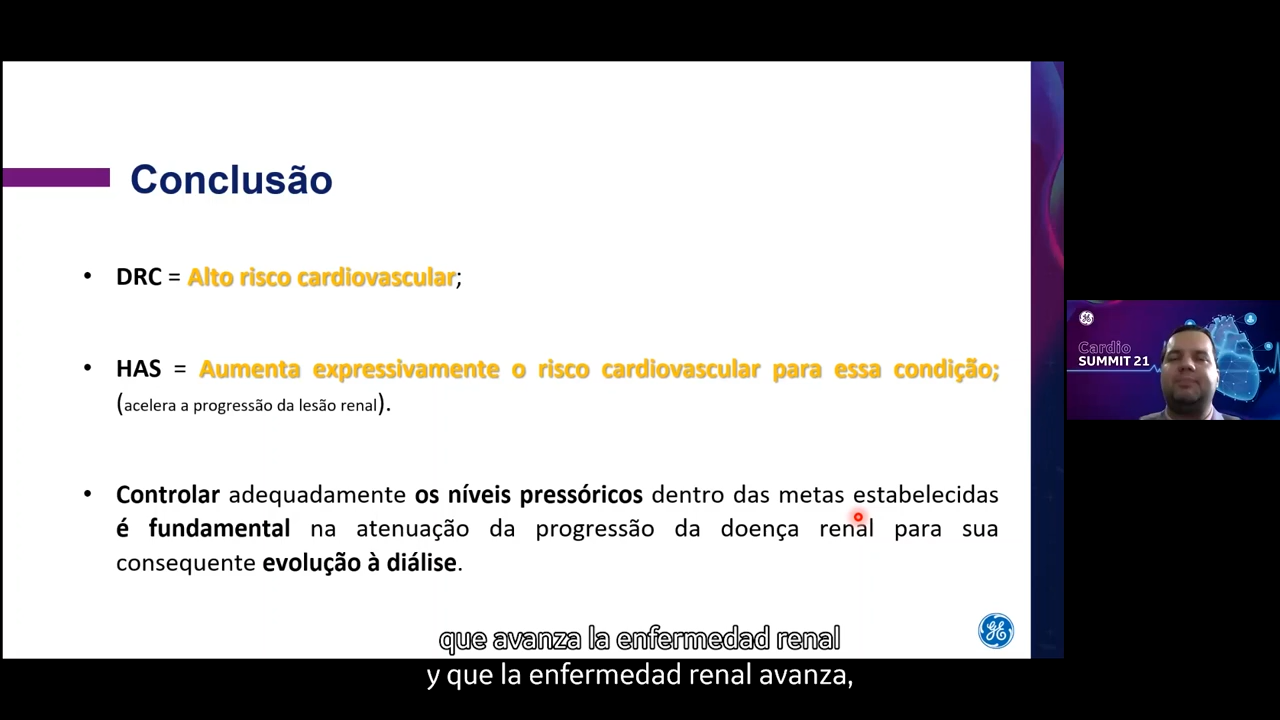 Conclusão
• DRC = Alto risco cardiovascular;
• HAS = Aumenta expressivamente o risco cardiovascular para essa condição;
(acelera a progressão da lesão renal).
• Controlar adequadamente os níveis pressóricos dentro das metas estabelecidas
é fundamental na atenuação da progressão da doença renal para sua
consequente evolução à diálise.
GE
Cardio
SUMMIT 21
GE
que avanza la enfermedad renal
y que la enfermedad renal avanza,